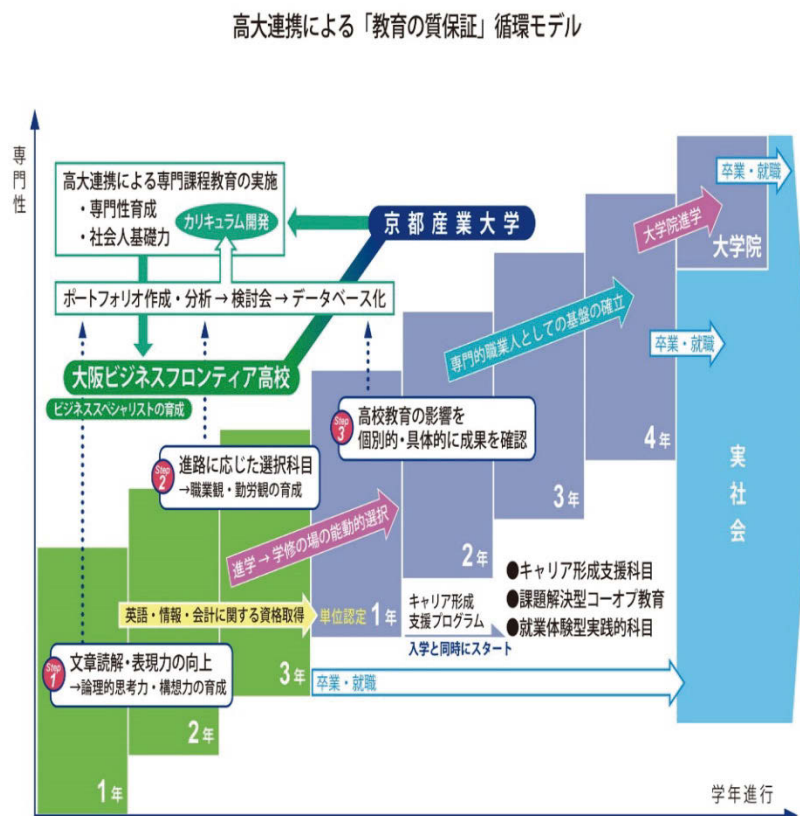 高大連携による「教育の質保証」循環モデル
専門性
高大連携による専門課程教育の実施
・専門性育成
・社会人基礎力
カリキュラム開発
京都産業大学
卒業・就職
大学院進学
大学院
ポートフォリオ作成・分析→検討会→データベース化
専門的職業人としての基盤の確立
卒業・就職
大阪ビジネスフロンティア高校
ビジネススペシャリストの育成
Step 3
高校教育の影響を
個別的・具体的に成果を確認
4年
Step 2
進路に応じた選択科目
→職業観・勤労観の育成
実社会
3年
進学→学修の場の能動的選択
2年
●キャリア形成支援科目
●課題解決型コーオプ教育
●就業体験型実践的科目
キャリア形成
支援プログラム
入学と同時にスタート
英語・情報・会計に関する資格取得
単位認定
1年
Step 1
文章読解・表現力の向上
→論理的思考力・構想力の育成
3年
卒業・就職
2年
1年
学年進行